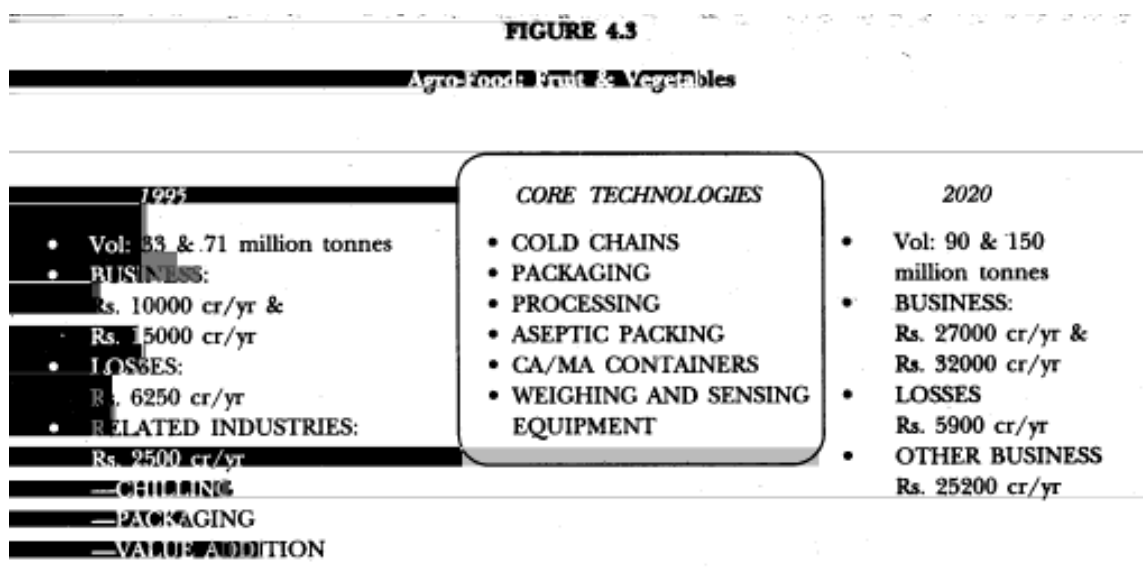 FIGURE 4.3
Agro-Food: Fruit & Vegetables
1995
• Vol: 33 & 71 million tonnes
• BUSINESS:
Rs. 10000 cr/yr &
Rs. 15000 cr/yr
• LOSSES:
Rs. 6250 cr/yr
• RELATED INDUSTRIES:
Rs. 2500 cr/yr
—CHILLING
—PACKAGING
—VALUE ADDITION
CORE TECHNOLOGIES
• COLD CHAINS
• PACKAGING
• PROCESSING
• ASEPTIC PACKING
• CA/MA CONTAINERS
• WEIGHING AND SENSING
EQUIPMENT
2020
• Vol: 90 & 150
million tonnes
• BUSINESS:
Rs. 27000 cr/yr &
Rs. 32000 cr/yr
• LOSSES
Rs. 5900 cr/yr
• OTHER BUSINESS
Rs. 25200 cr/yr